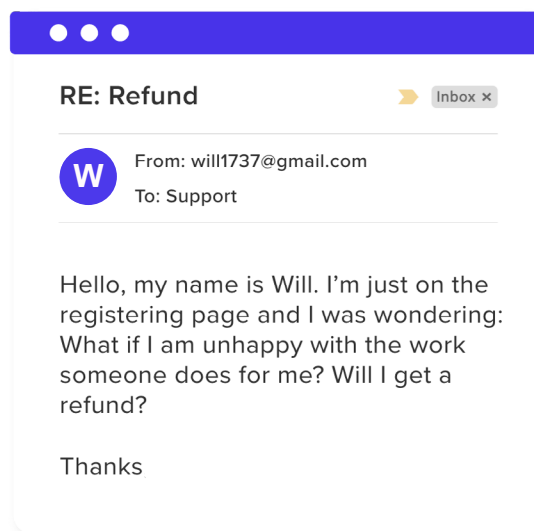 RE: Refund
Inbox ×
W
From: will1737@gmail.com
To: Support
Hello, my name is Will. I’m just on the
registering page and I was wondering:
What if I am unhappy with the work
someone does for me? Will I get a
refund?
Thanks